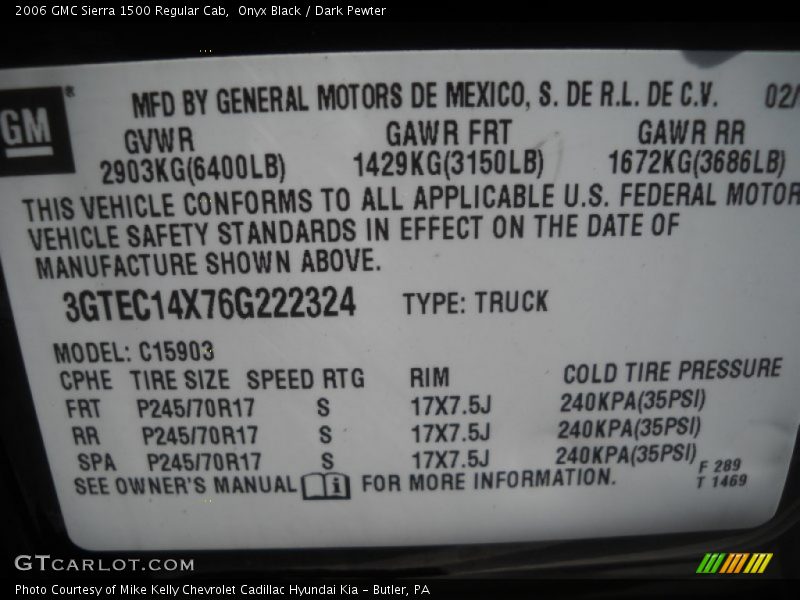 2006 GMC Sierra 1500 Regular Cab,  Onyx Black / Dark Pewter
GM®
MFD BY GENERAL MOTORS DE MEXICO, S. DE R.L. DE C.V. 02/
GVWR GAWR FRT GAWR RR
2903KG(6400LB) 1429KG(3150LB) 1672KG(3686LB)
THIS VEHICLE CONFORMS TO ALL APPLICABLE U.S. FEDERAL MOTOR
VEHICLE SAFETY STANDARDS IN EFFECT ON THE DATE OF
MANUFACTURE SHOWN ABOVE.
3GTEC14X76G222324 TYPE: TRUCK
MODEL: C15903
CPHE TIRE SIZE SPEED RTG RIM COLD TIRE PRESSURE
FRT P245/70R17 S 17X7.5J 240KPA(35PSI)
RR P245/70R17 S 17X7.5J 240KPA(35PSI)
SPA P245/70R17 S 17X7.5J 240KPA(35PSI)
SEE OWNER'S MANUAL i FOR MORE INFORMATION.
F 289
T 1469
GTCARLOT.COM
Photo Courtesy of Mike Kelly Chevrolet Cadillac Hyundai Kia - Butler, PA